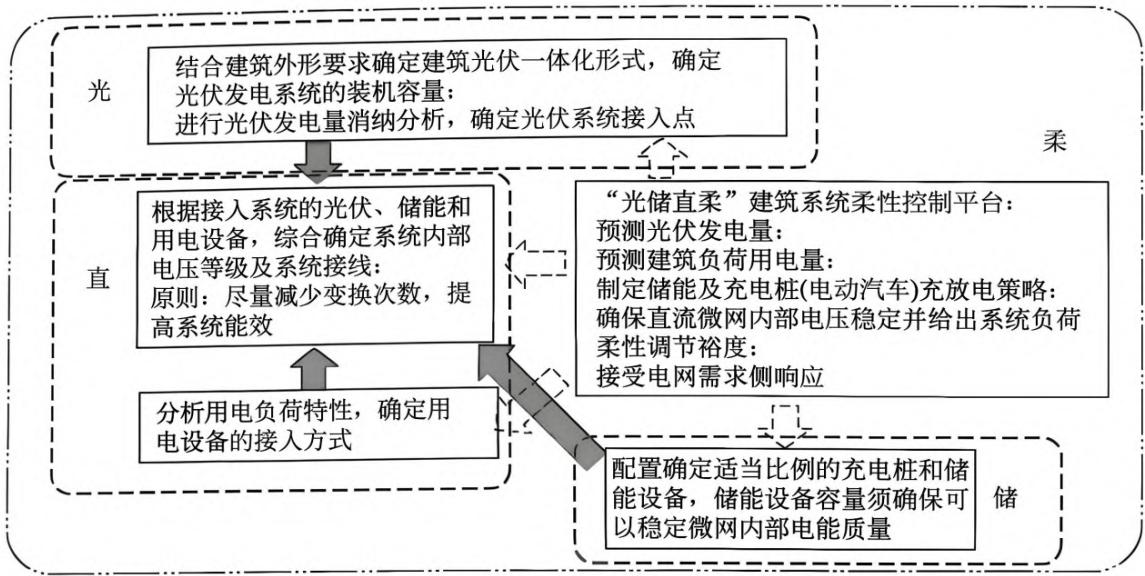 光
结合建筑外形要求确定建筑光伏一体化形式，确定
光伏发电系统的装机容量；
进行光伏发电量消纳分析，确定光伏系统接入点
柔
直
根据接入系统的光伏、储能和
用电设备，综合确定系统内部
电压等级及系统接线：
原则：尽量减少变换次数，提
高系统能效
分析用电负荷特性，确定用
电设备的接入方式
“光储直柔”建筑系统柔性控制平台：
预测光伏发电量：
预测建筑负荷用电量：
制定储能及充电桩(电动汽车)充放电策略：
确保直流微网内部电压稳定并给出系统负荷
柔性调节裕度：
接受电网需求侧响应
配置确定适当比例的充电桩和储
能设备，储能设备容量须确保可
以稳定微网内部电能质量
储